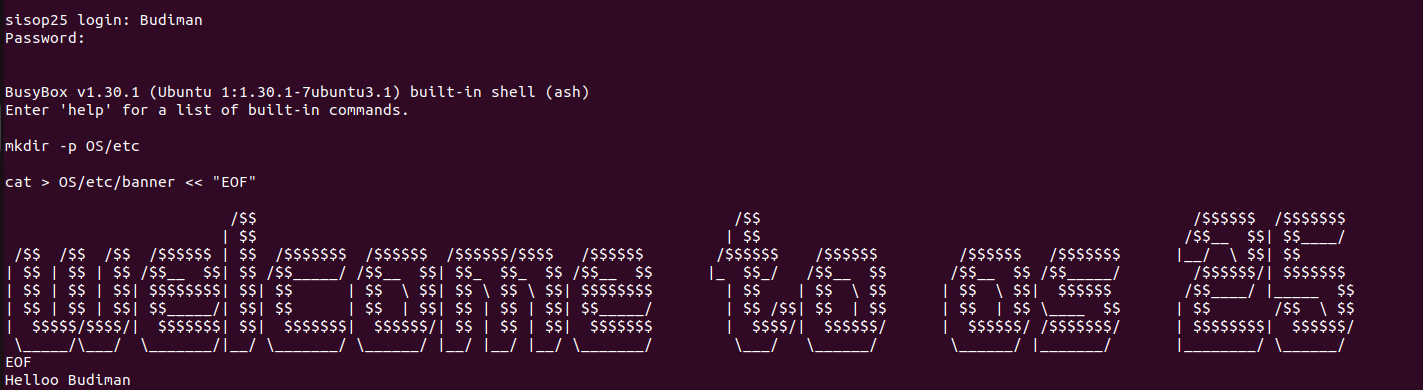 sisop25 login: Budiman
Password:
BusyBox v1.30.1 (Ubuntu 1:1.30.1-7ubuntu3.1) built-in shell (ash)
Enter 'help' for a list of built-in commands.
mkdir -p OS/etc
cat > OS/etc/banner << "EOF"
                         /$$                                                     /$$                                                /$$$$$$  /$$$$$$$
                        | $$                                                    | $$                                               /$$__  $$| $$____/
 /$$  /$$  /$$  /$$$$$$ | $$  /$$$$$$$  /$$$$$$  /$$$$$$/$$$$   /$$$$$$        /$$$$$$    /$$$$$$         /$$$$$$   /$$$$$$$      |__/  \ $$| $$
| $$ | $$ | $$ /$$__  $$| $$ /$$_____/ /$$__  $$| $$_  $$_  $$ /$$__  $$      |_  $$_/   /$$__  $$       /$$__  $$ /$$_____/        /$$$$$$/| $$$$$$$
| $$ | $$ | $$| $$$$$$$$| $$| $$      | $$  \ $$| $$ \ $$ \ $$| $$$$$$$$        | $$    | $$  \ $$      | $$  \ $$|  $$$$$$        /$$____/ |_____  $$
| $$ | $$ | $$| $$_____/| $$| $$      | $$  | $$| $$ | $$ | $$| $$_____/        | $$ /$$| $$  | $$      | $$  | $$ \____  $$      | $$       /$$  \ $$
|  $$$$$/$$$$/|  $$$$$$$| $$|  $$$$$$$|  $$$$$$/| $$ | $$ | $$|  $$$$$$$        |  $$$$/|  $$$$$$/      |  $$$$$$/ /$$$$$$$/      | $$$$$$$$|  $$$$$$/
 \_____/\___/  \_______/|__/ \_______/ \______/ |__/ |__/ |__/ \_______/         \___/   \______/        \______/ |_______/       |________/ \______/
EOF
Helloo Budiman